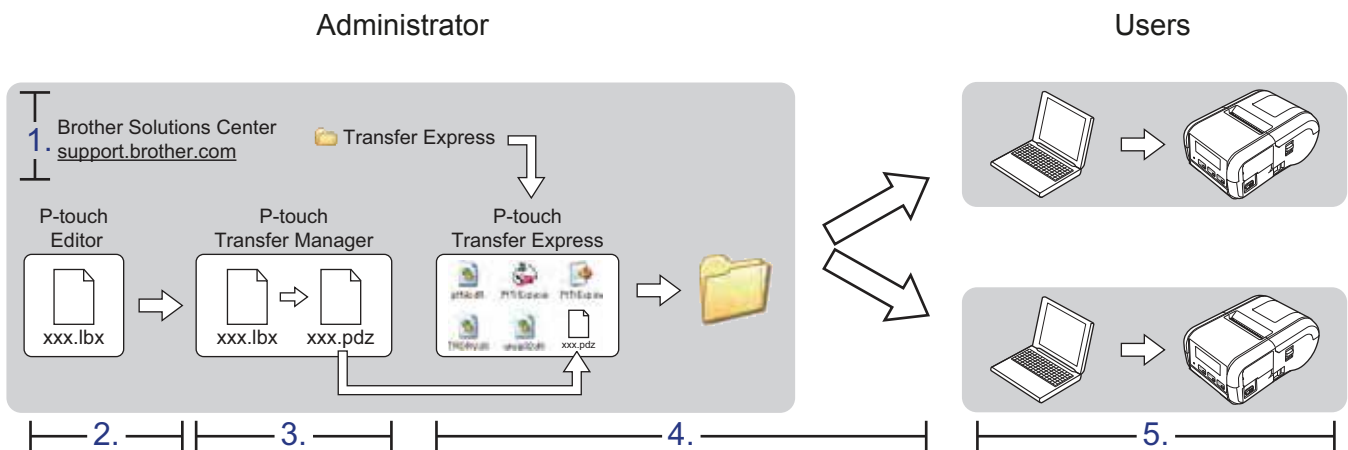 Administrator
Users
1.
Brother Solutions Center
support.brother.com
Transfer Express
P-touch
Editor
P-touch
Transfer Manager
P-touch
Transfer Express
xxx.lbx
xxx.lbx
xxx.pdz
xxx.pdz
2.
3.
4.
5.